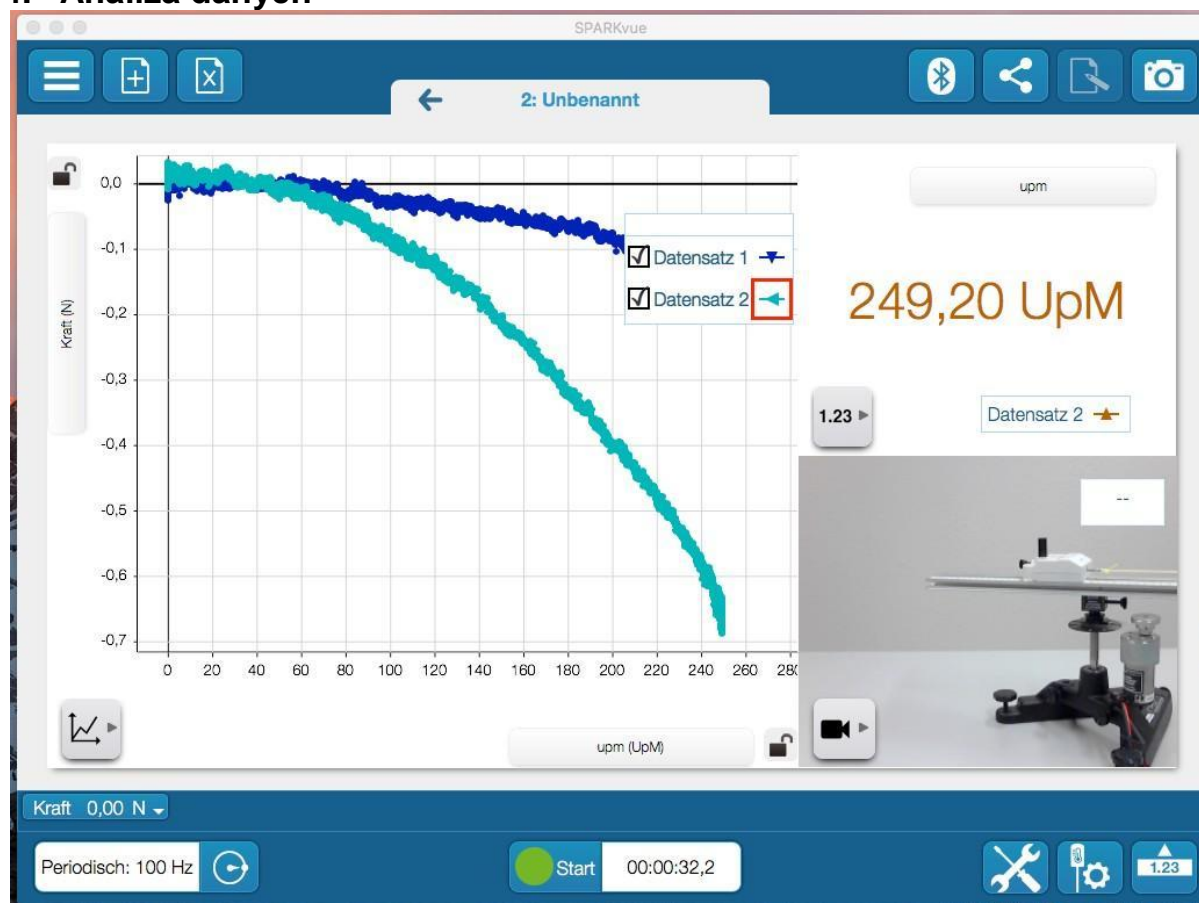 SPARKvue
2: Unbenannt
Kraft (N)
0,0
-0,1
-0,2
-0,3
-0,4
-0,5
-0,6
-0,7
0 20 40 60 80 100 120 140 160 180 200 220 240 260
upm (UpM)
Datensatz 1
Datensatz 2
upm
249,20 UpM
1.23
Datensatz 2
--
Kraft 0,00 N
Periodisch: 100 Hz
Start
00:00:32,2
1.23